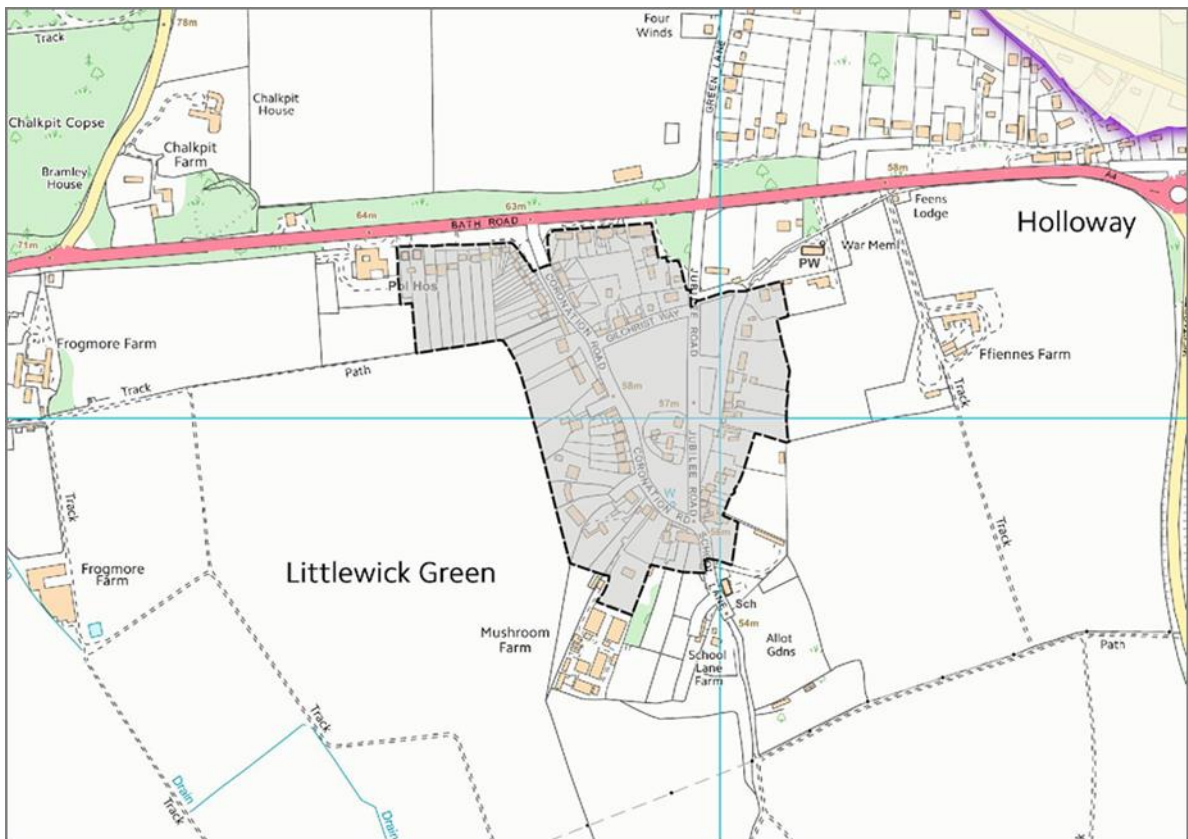 Track
78m
Four
Winds
GREEN LANE
Chalkpit
House
Chalkpit Copse
Chalkpit
Farm
Bramley
House
58m
A4
Feens
Lodge
64m
63m
BATH ROAD
71m
War Meml
PW
Holloway
Pol Hos
CORONATION ROAD
GILCHRIST WAY
JUBILEE ROAD
Frogmore Farm
Ffiennes Farm
Track
Path
58m
57m
Track
CORONATION RD
JUBILEE ROAD
W
Track
Track
56m
Littlewick Green
Frogmore
Farm
SCHOOL LANE
Sch
54m
Mushroom
Farm
School
Lane
Farm
Allot
Gdns
Path
Track
Drain
Track
Drain